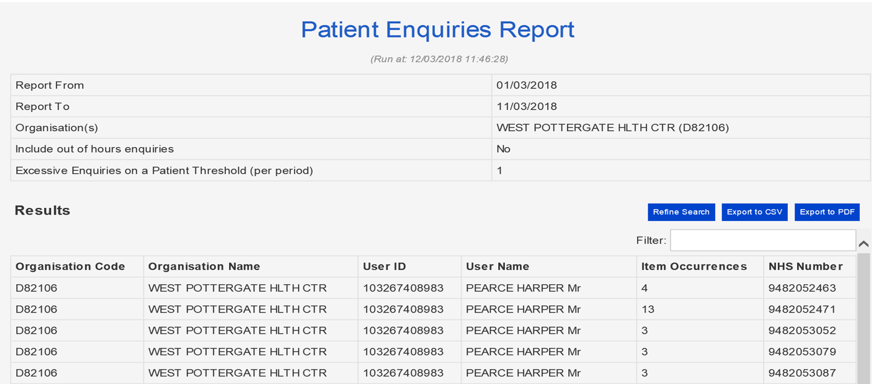 Patient Enquiries Report
(Run at: 12/03/2018 11:46:28)
Report From 01/03/2018
Report To 11/03/2018
Organisation(s) WEST POTTERGATE HLTH CTR (D82106)
Include out of hours enquiries No
Excessive Enquiries on a Patient Threshold (per period) 1
Results Refine Search Export to CSV Export to PDF
Filter:
Organisation Code Organisation Name User ID User Name Item Occurrences NHS Number
D82106 WEST POTTERGATE HLTH CTR 103267408983 PEARCE HARPER Mr 4 9482052463
D82106 WEST POTTERGATE HLTH CTR 103267408983 PEARCE HARPER Mr 13 9482052471
D82106 WEST POTTERGATE HLTH CTR 103267408983 PEARCE HARPER Mr 3 9482053052
D82106 WEST POTTERGATE HLTH CTR 103267408983 PEARCE HARPER Mr 3 9482053079
D82106 WEST POTTERGATE HLTH CTR 103267408983 PEARCE HARPER Mr 3 9482053087